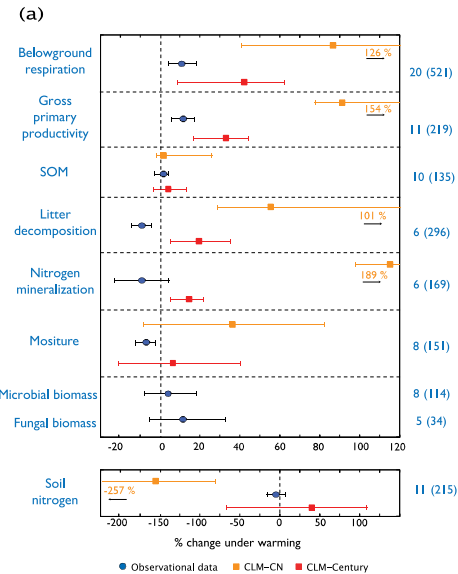 (a)
Belowground
respiration
126 %
20 (521)
Gross
primary
productivity
154 %
11 (219)
SOM
10 (135)
Litter
decomposition
101 %
6 (296)
Nitrogen
mineralization
189 %
6 (169)
Mositure
8 (151)
Microbial biomass
8 (114)
Fungal biomass
5 (34)
-20 0 20 40 60 80 100 120
Soil
nitrogen
-257 %
11 (215)
-200 -150 -100 -50 0 50 100
% change under warming
Observational data CLM-CN CLM-Century